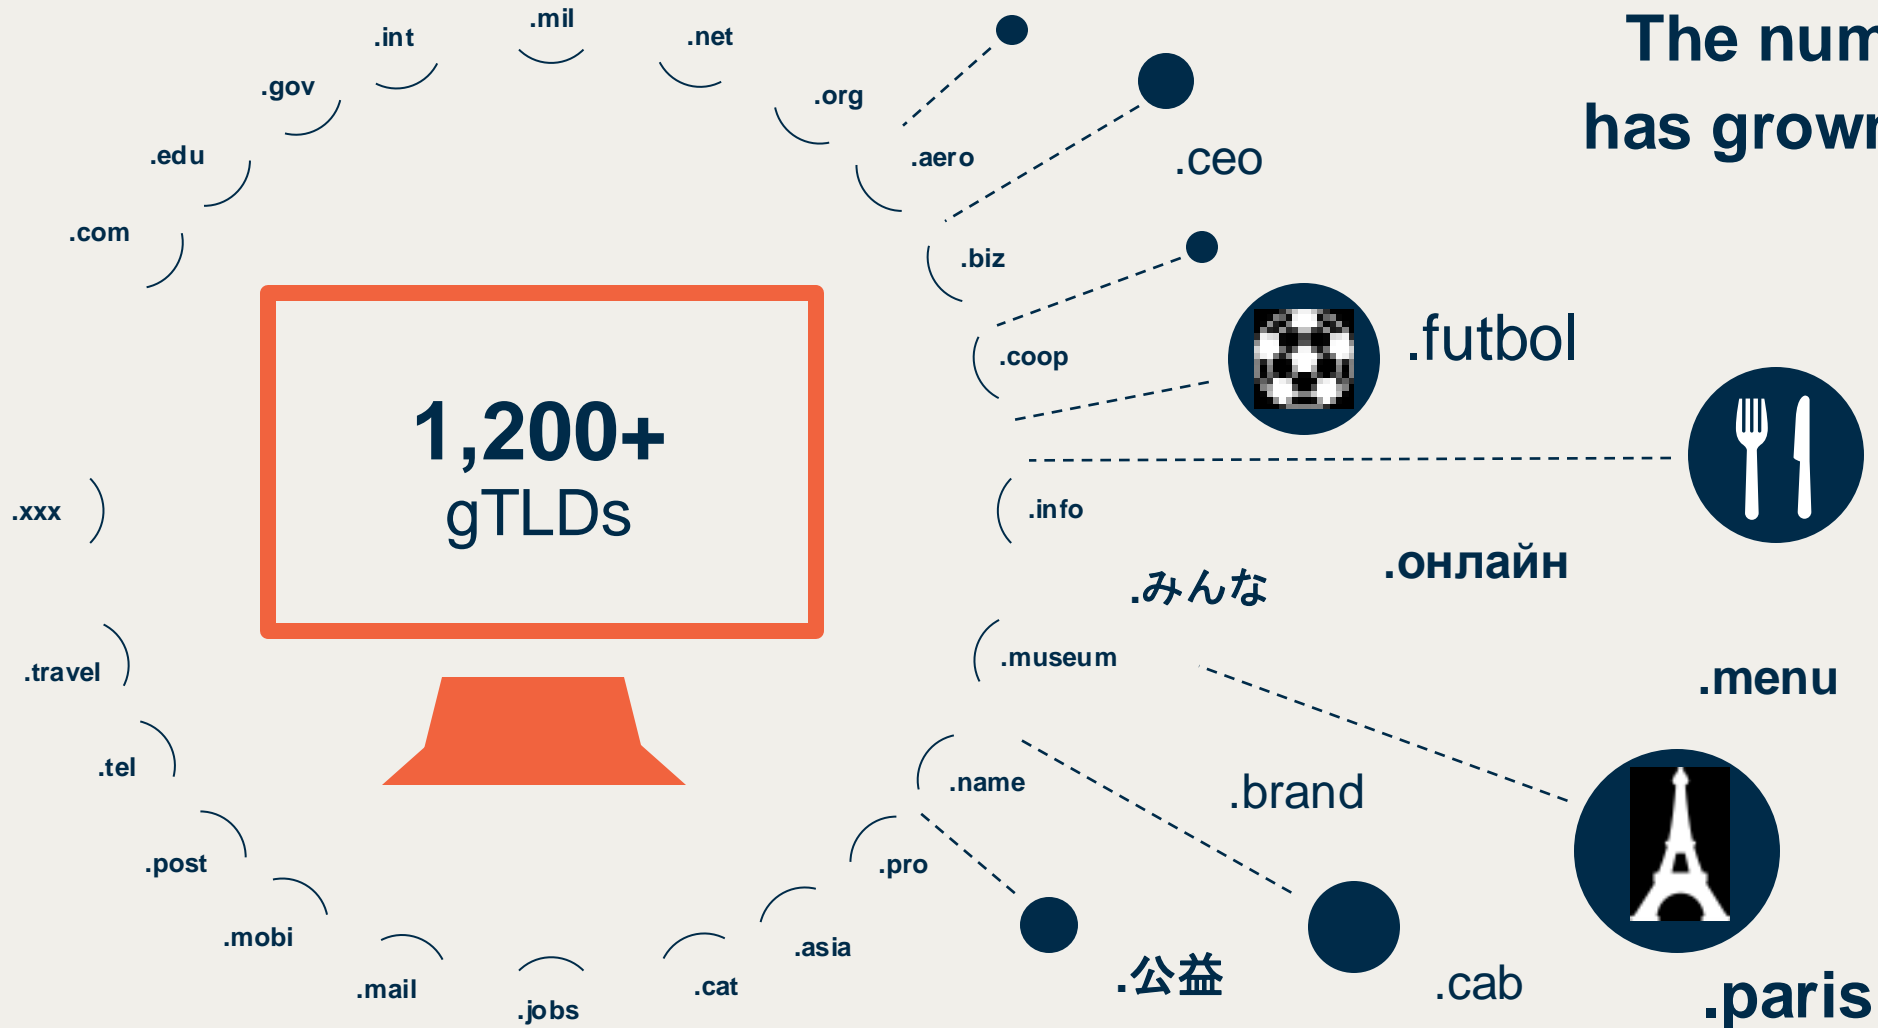 The num
has grown
.mil
.int
.net
.gov
.org
.edu
.aero
.ceo
.com
.biz
.futbol
.coop
1,200+
gTLDs
.xxx
.info
.онлайн
.みんな
.museum
.travel
.menu
.tel
.name
.brand
.post
.pro
.mobi
.asia
.公益
.cab
.mail
.cat
.paris
.jobs